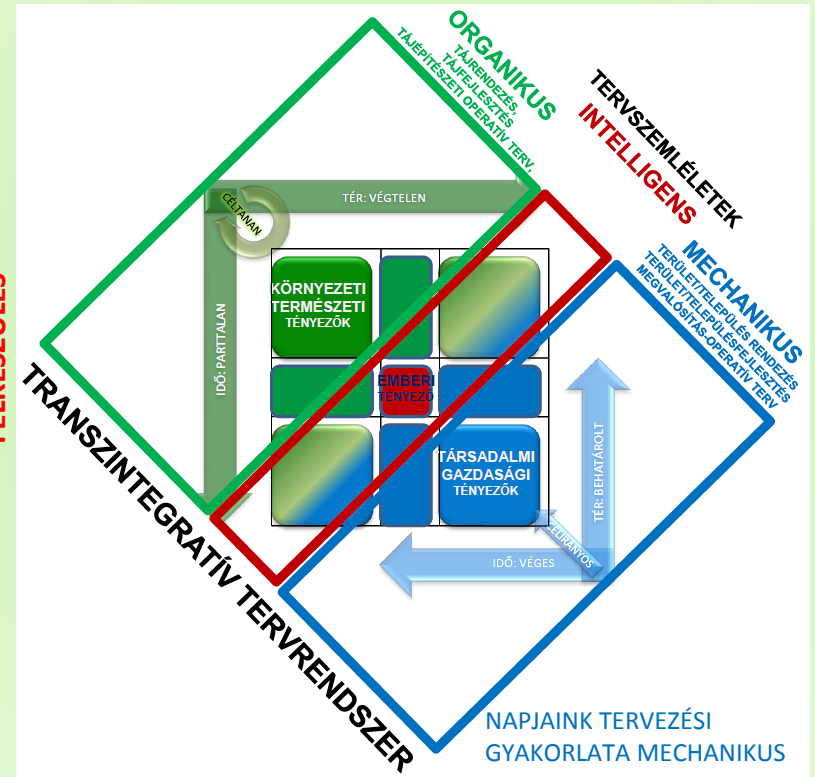 ORGANIKUS
TÁJRENDEZÉS,
TÁJFEJLESZTÉS
TÁJÉPÍTÉSZETI OPERATÍV TERV,
TERVSZEMLÉLETEK
INTELLIGENS
MECHANIKUS
TERÜLET/TELEPÜLÉS RENDEZÉS
TERÜLET/TELEPÜLÉSFEJLESZTÉS
MEGVALÓSÍTÁS-OPERATÍV TERV
TÉR: VÉGTELEN
CÉLTANAN
IDŐ: PARTTALAN
KÖRNYEZETI
TERMÉSZETI
TÉNYEZŐK
EMBERI
TÉNYEZŐ
TÁRSADALMI
GAZDASÁGI
TÉNYEZŐK
TÉR: BEHATÁROLT
CÉLIRÁNYOS
IDŐ: VÉGES
TRANSZINTEGRATÍV TERVRENDSZER
NAPJAINK TERVEZÉSI
GYAKORLATA MECHANIKUS